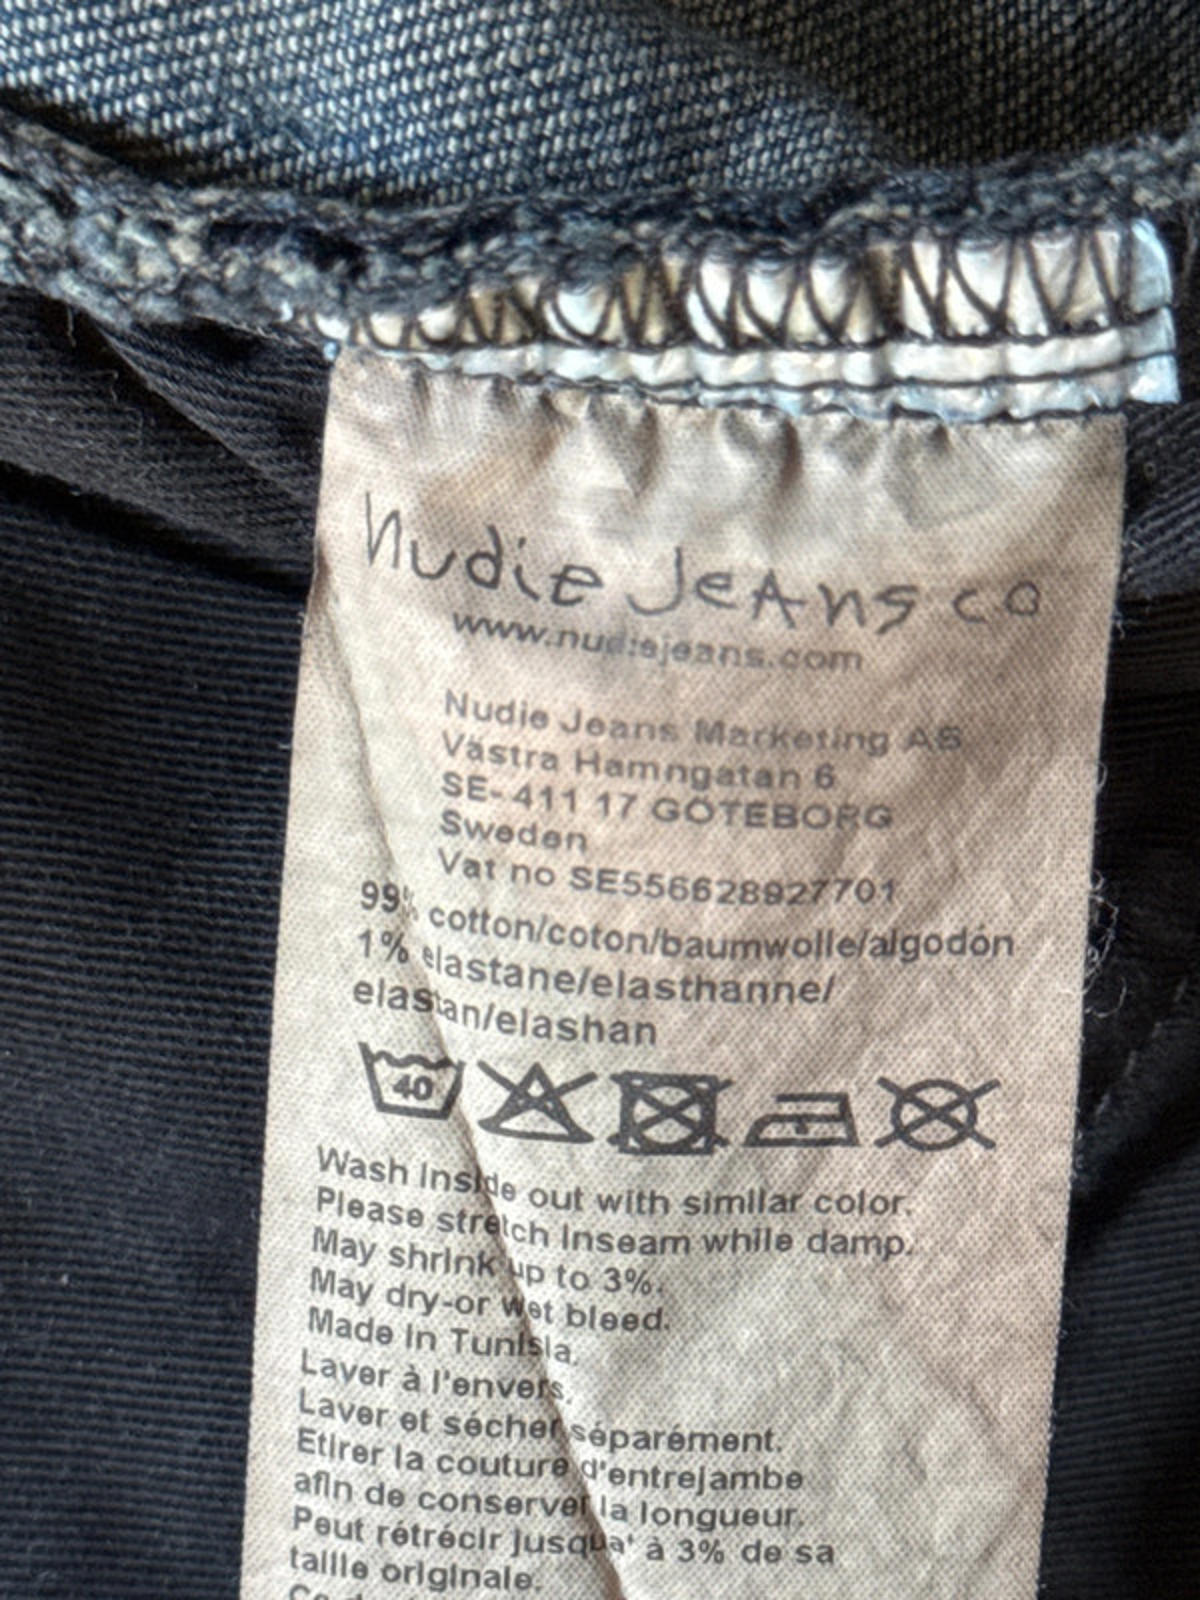 nudie JeAns co
www.nudiejeans.com
Nudie Jeans Marketing AB
Västra Hamngatan 6
SE-411 17 GÖTEBORG
Sweden
Vat no SE556628927701
99% cotton/coton/baumwolle/algodón
1% elastane/elasthanne/
elastan/elashan
40
Wash inside out with similar color.
Please stretch inseam while damp.
May shrink up to 3%.
May dry-or wet bleed.
Made in Tunisia.
Laver à l'envers.
Laver et sécher séparément.
Etirer la couture d'entrejambe
afin de conserver la longueur.
Peut rétrécir jusqua' à 3% de sa
taille originale.